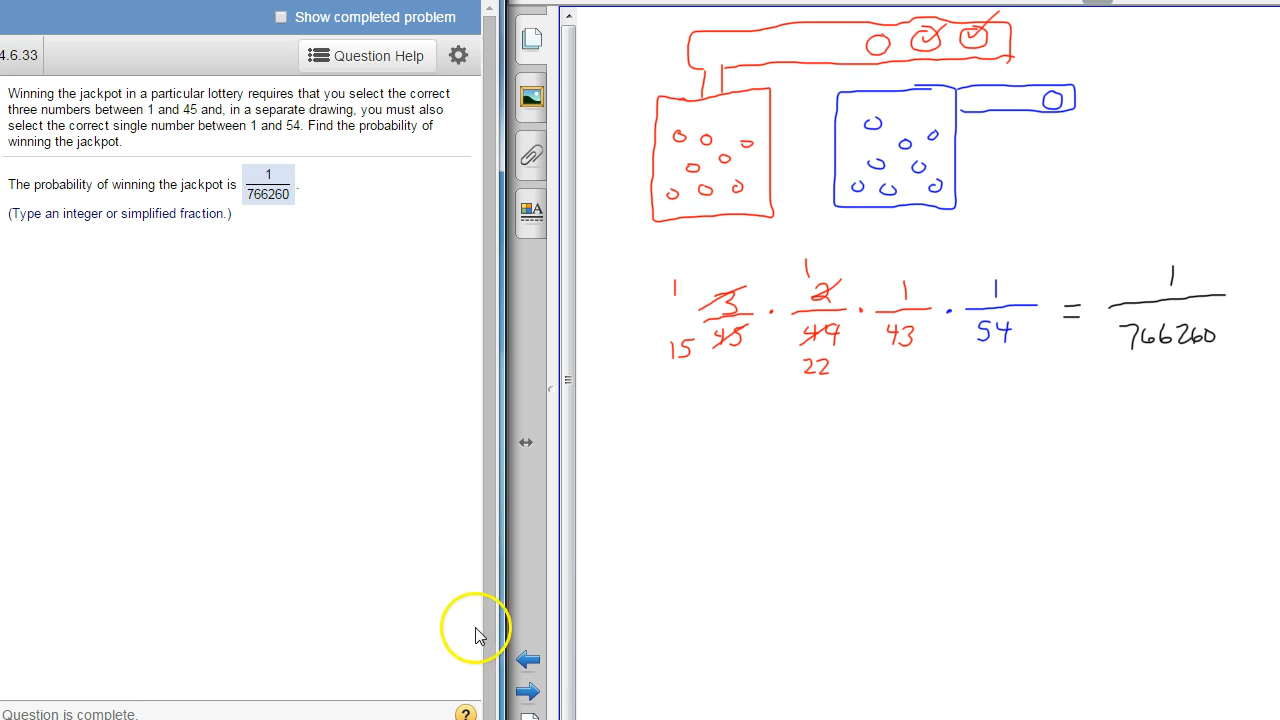 Show completed problem
4.6.33
Question Help
Winning the jackpot in a particular lottery requires that you select the correct
three numbers between 1 and 45 and, in a separate drawing, you must also
select the correct single number between 1 and 54. Find the probability of
winning the jackpot.
The probability of winning the jackpot is 1/766260.
(Type an integer or simplified fraction.)
Question is complete.
?
A
1 1
3/45 · 2/44 · 1/43 · 1/54 = 1/766260
15 22